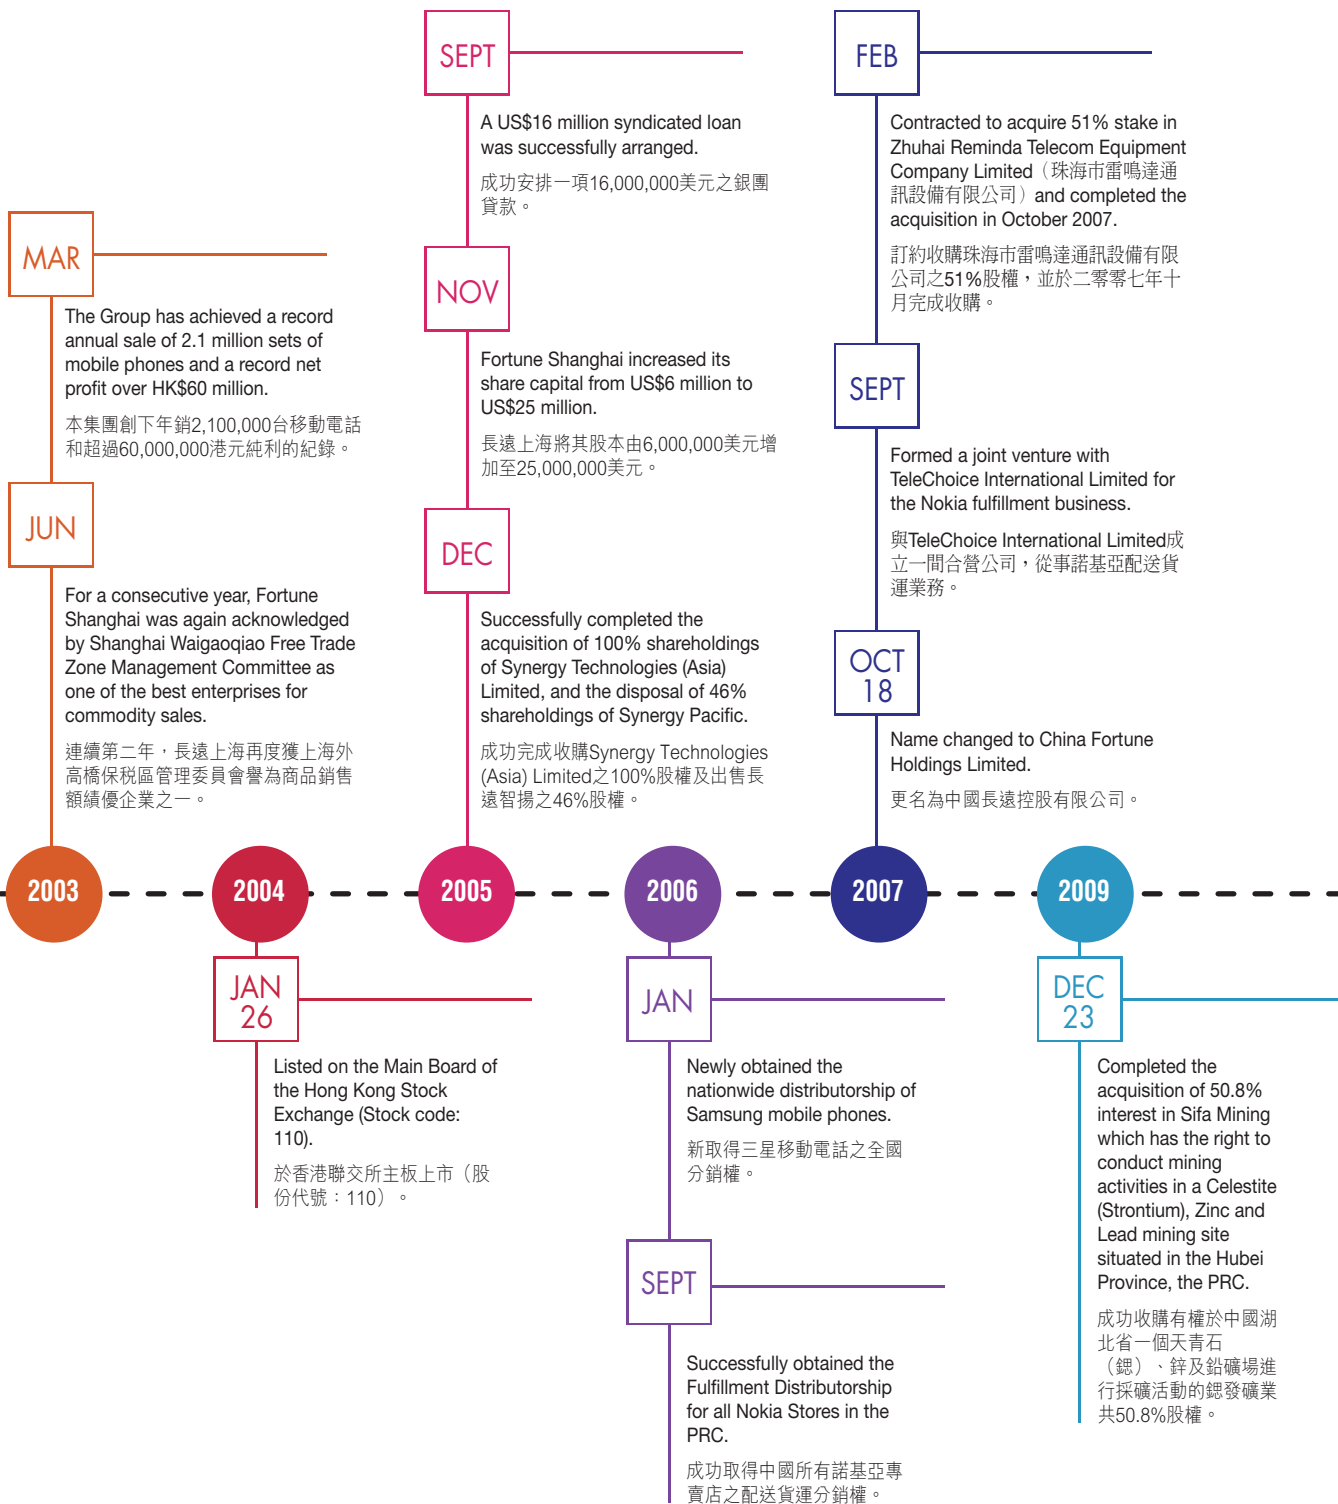 MAR
The Group has achieved a record
annual sale of 2.1 million sets of
mobile phones and a record net
profit over HK$60 million.
本集團創下年銷2,100,000台移動電話
和超過60,000,000港元純利的紀錄。
JUN
For a consecutive year, Fortune
Shanghai was again acknowledged
by Shanghai Waigaoqiao Free Trade
Zone Management Committee as
one of the best enterprises for
commodity sales.
連續第二年，長遠上海再度獲上海外
高橋保稅區管理委員會譽為商品銷售
額績優企業之一。
2003
2004
JAN
26
Listed on the Main Board of
the Hong Kong Stock
Exchange (Stock code:
110).
於香港聯交所主板上市（股
份代號：110）。
SEPT
A US$16 million syndicated loan
was successfully arranged.
成功安排一項16,000,000美元之銀團
貸款。
NOV
Fortune Shanghai increased its
share capital from US$6 million to
US$25 million.
長遠上海將其股本由6,000,000美元增
加至25,000,000美元。
DEC
Successfully completed the
acquisition of 100% shareholdings
of Synergy Technologies (Asia)
Limited, and the disposal of 46%
shareholdings of Synergy Pacific.
成功完成收購Synergy Technologies
(Asia) Limited之100%股權及出售長
遠智揚之46%股權。
2005
2006
JAN
Newly obtained the
nationwide distributorship of
Samsung mobile phones.
新取得三星移動電話之全國
分銷權。
SEPT
Successfully obtained the
Fulfillment Distributorship
for all Nokia Stores in the
PRC.
成功取得中國所有諾基亞專
賣店之配送貨運分銷權。
FEB
Contracted to acquire 51% stake in
Zhuhai Reminda Telecom Equipment
Company Limited（珠海市雷鳴達通
訊設備有限公司）and completed the
acquisition in October 2007.
訂約收購珠海市雷鳴達通訊設備有限
公司之51%股權，並於二零零七年十
月完成收購。
SEPT
Formed a joint venture with
TeleChoice International Limited for
the Nokia fulfillment business.
與TeleChoice International Limited成
立一間合營公司，從事諾基亞配送貨
運業務。
OCT
18
Name changed to China Fortune
Holdings Limited.
更名為中國長遠控股有限公司。
2007
2009
DEC
23
Completed the
acquisition of 50.8%
interest in Sifa Mining
which has the right to
conduct mining
activities in a Celestite
(Strontium), Zinc and
Lead mining site
situated in the Hubei
Province, the PRC.
成功收購有權於中國湖
北省一個天青石
（鍶）、鋅及鉛礦場進
行採礦活動的鍶發礦業
共50.8%股權。